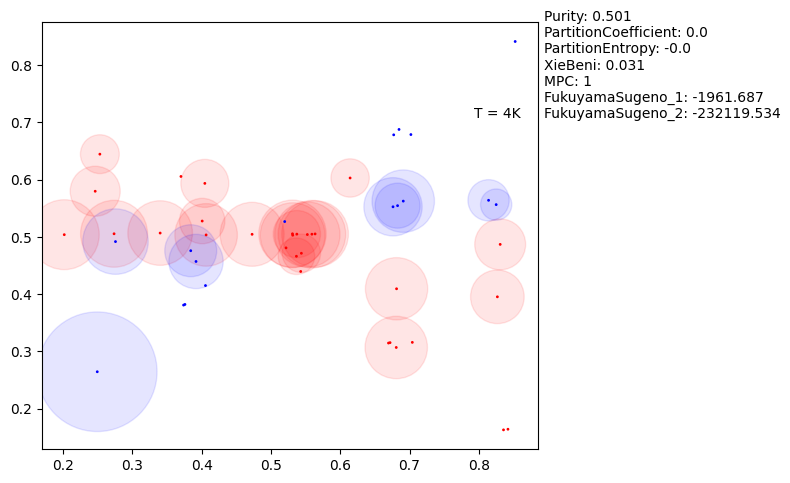 Purity: 0.501
PartitionCoefficient: 0.0
PartitionEntropy: -0.0
XieBeni: 0.031
MPC: 1
FukuyamaSugeno_1: -1961.687
FukuyamaSugeno_2: -232119.534
T = 4K
0.8
0.7
0.6
0.5
0.4
0.3
0.2
0.2 0.3 0.4 0.5 0.6 0.7 0.8